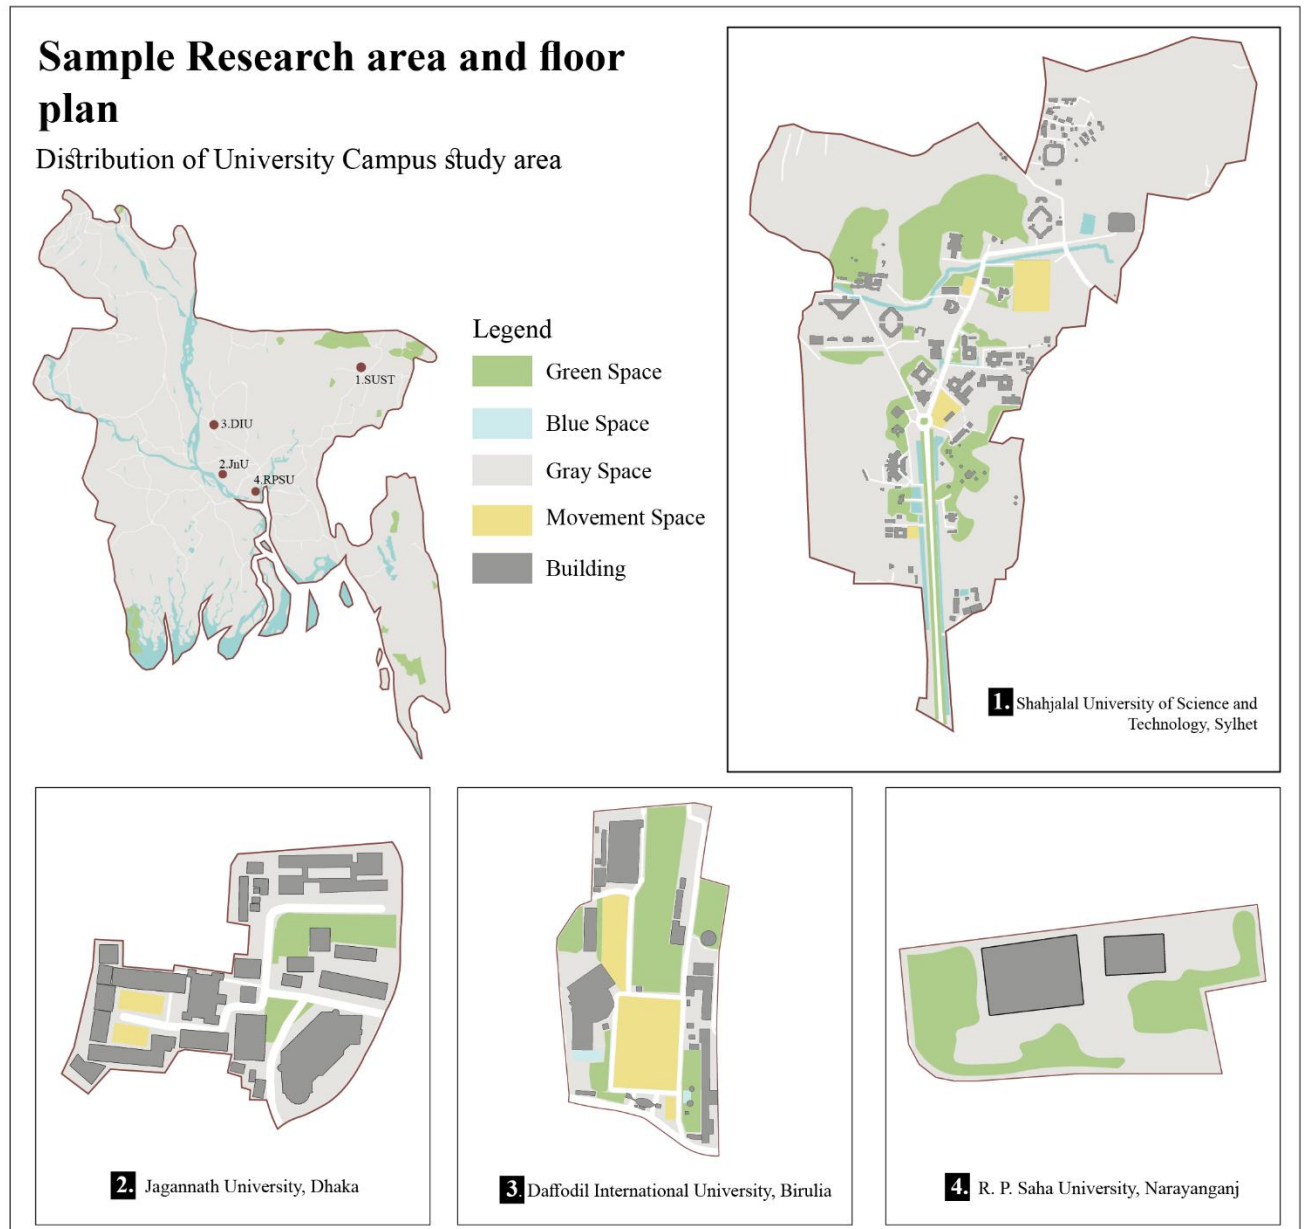 Sample Research area and floor
plan
Distribution of University Campus study area
1.SUST
3.DIU
2.JnU
4.RPSU
Legend
Green Space
Blue Space
Gray Space
Movement Space
Building
1. Shahjalal University of Science and
Technology, Sylhet
2. Jagannath University, Dhaka
3. Daffodil International University, Birulia
4. R. P. Saha University, Narayanganj